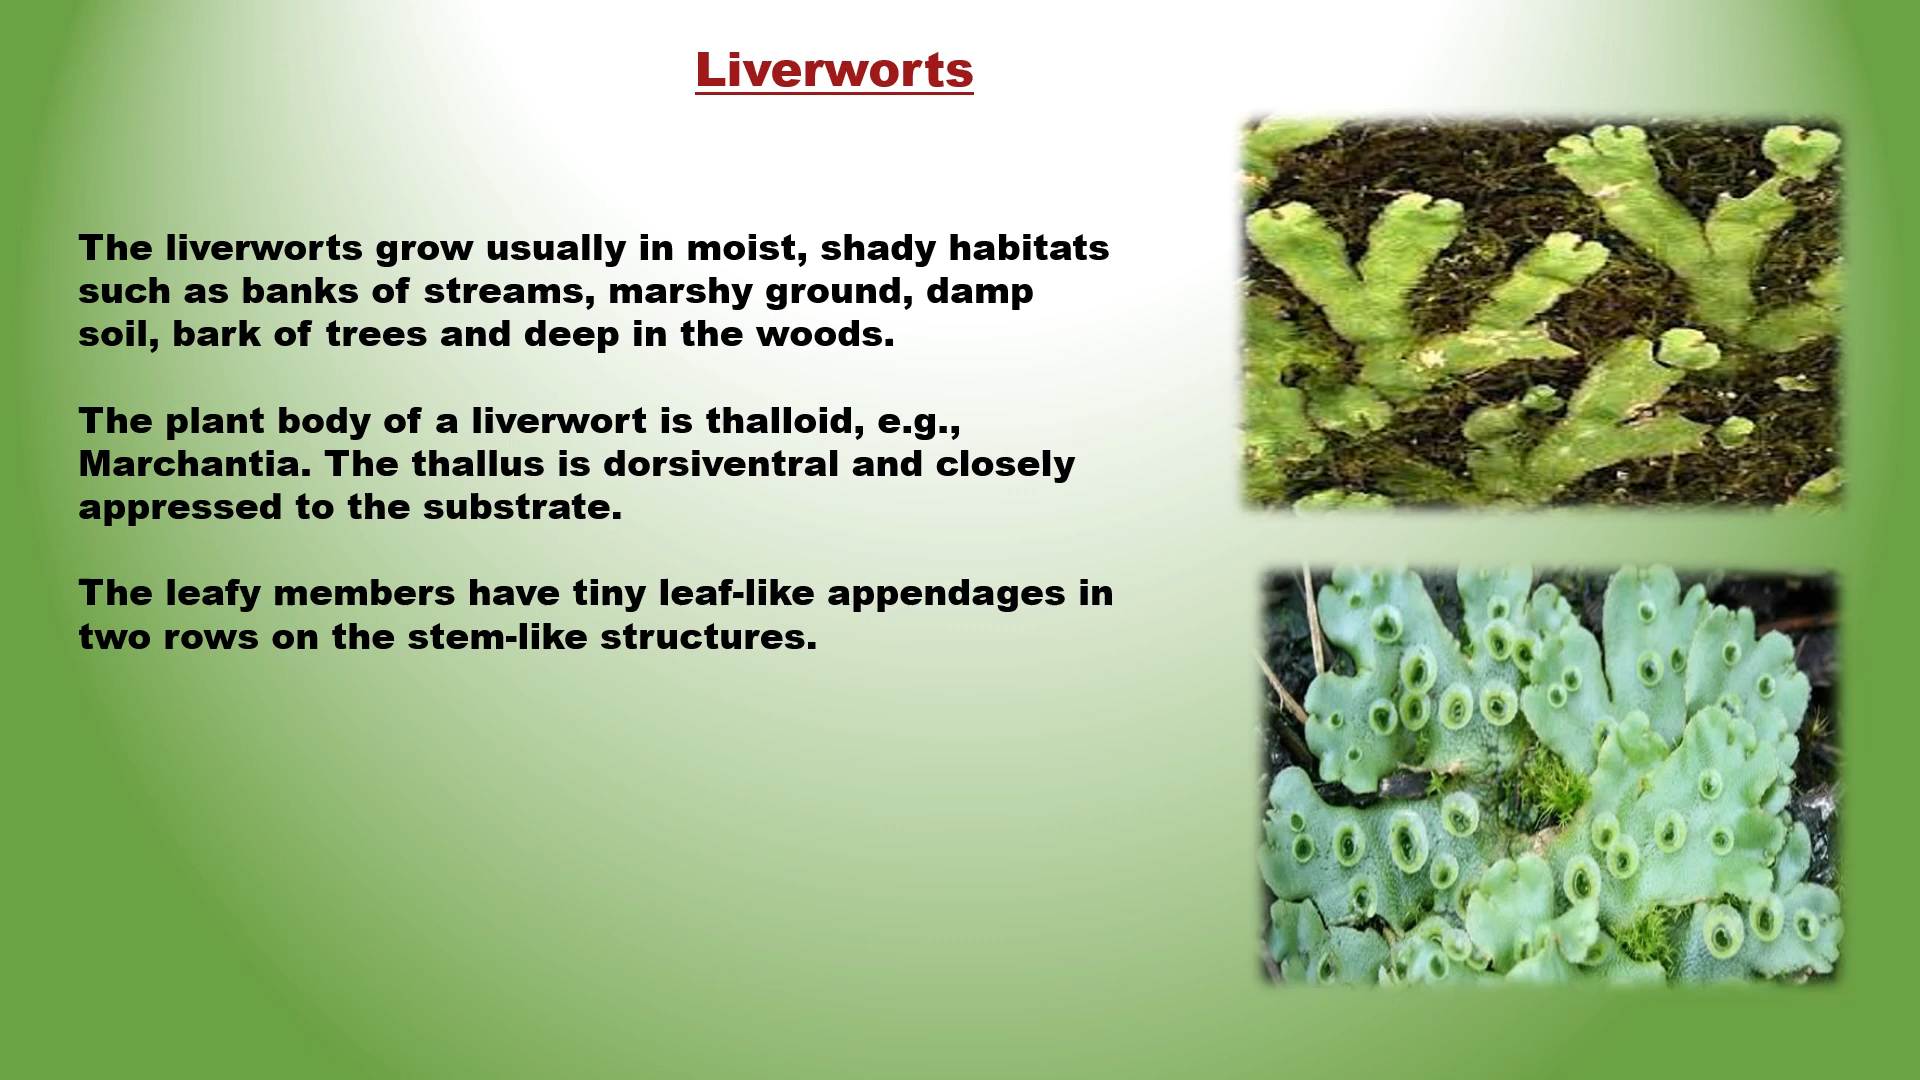 Liverworts
The liverworts grow usually in moist, shady habitats
such as banks of streams, marshy ground, damp
soil, bark of trees and deep in the woods.
The plant body of a liverwort is thalloid, e.g.,
Marchantia. The thallus is dorsiventral and closely
appressed to the substrate.
The leafy members have tiny leaf-like appendages in
two rows on the stem-like structures.